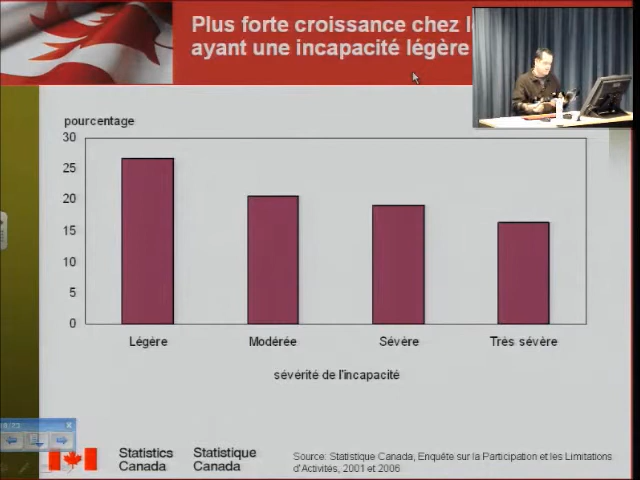 Plus forte croissance chez
ayant une incapacité légère
pourcentage
30
25
20
15
10
5
0
Légère
Modérée
Sévère
Très sévère
sévérité de l'incapacité
Statistics
Canada
Statistique
Canada
Source: Statistique Canada, Enquête sur la Participation et les Limitations
d'Activités, 2001 et 2006